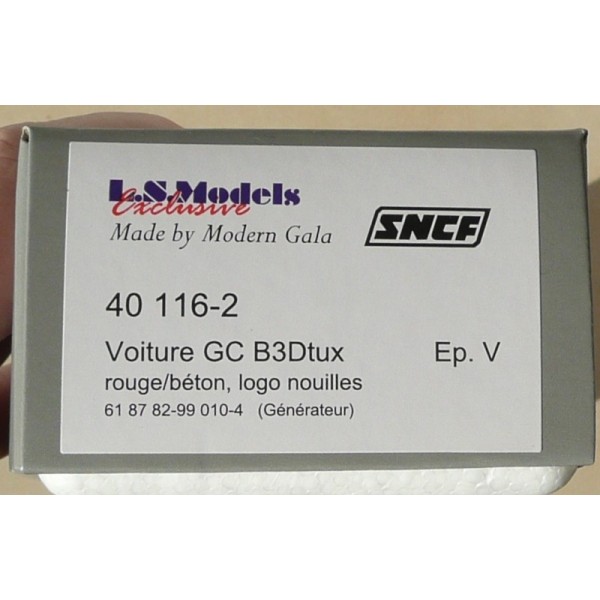 L.S.Models
Exclusive
Made by Modern Gala
SNCF
40 116-2
Voiture GC B3Dtux Ep. V
rouge/béton, logo nouilles
61 87 82-99 010-4 (Générateur)